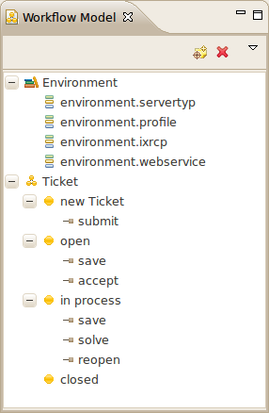 Workflow Model
Environment
environment.servertyp
environment.profile
environment.ixrcp
environment.webservice
Ticket
new Ticket
submit
open
save
accept
in process
save
solve
reopen
closed